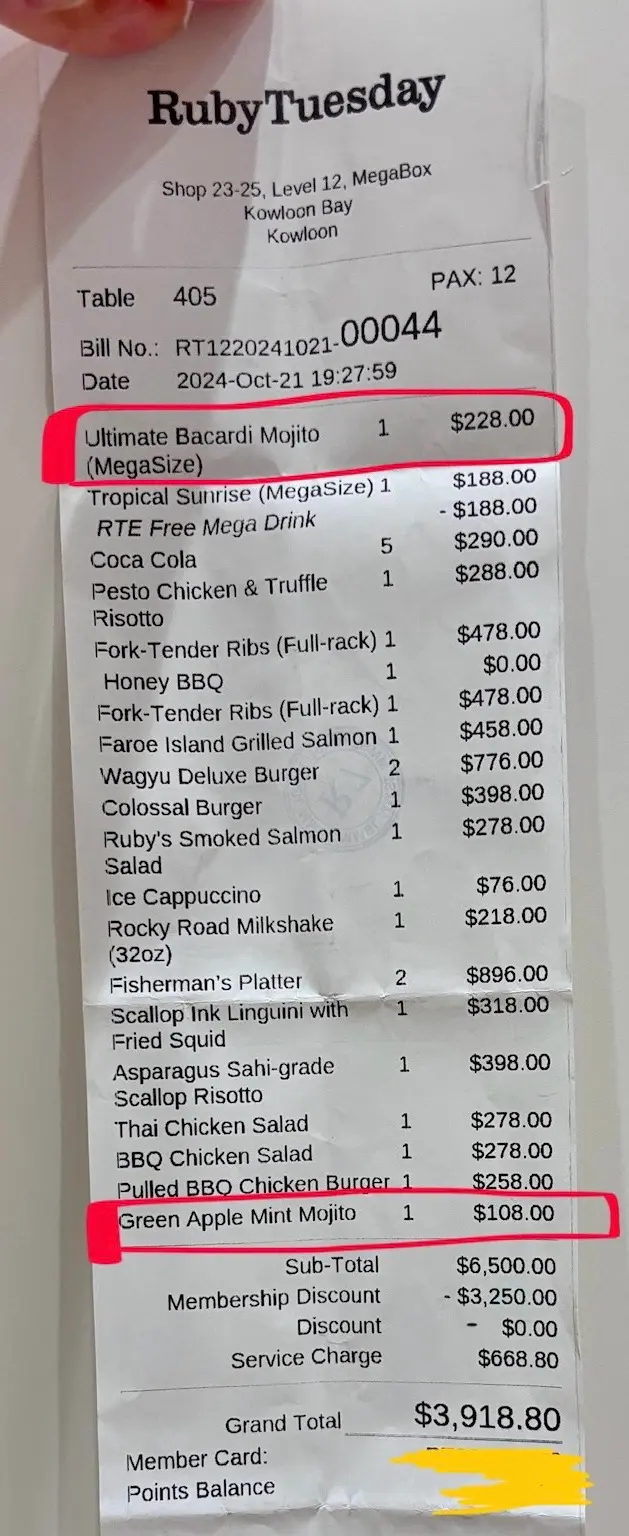 RubyTuesday
Shop 23-25, Level 12, MegaBox
Kowloon Bay
Kowloon
Table 405 PAX: 12
Bill No.: RT1220241021-00044
Date 2024-Oct-21 19:27:59
Ultimate Bacardi Mojito 1 $228.00
(MegaSize)
Tropical Sunrise (MegaSize) 1 $188.00
RTE Free Mega Drink - $188.00
Coca Cola 5 $290.00
Pesto Chicken & Truffle 1 $288.00
Risotto
Fork-Tender Ribs (Full-rack) 1 $478.00
Honey BBQ 1 $0.00
Fork-Tender Ribs (Full-rack) 1 $478.00
Faroe Island Grilled Salmon 1 $458.00
Wagyu Deluxe Burger 2 $776.00
Colossal Burger 1 $398.00
Ruby's Smoked Salmon 1 $278.00
Salad
Ice Cappuccino 1 $76.00
Rocky Road Milkshake 1 $218.00
(32oz)
Fisherman's Platter 2 $896.00
Scallop Ink Linguini with 1 $318.00
Fried Squid
Asparagus Sahi-grade 1 $398.00
Scallop Risotto
Thai Chicken Salad 1 $278.00
BBQ Chicken Salad 1 $278.00
Pulled BBQ Chicken Burger 1 $258.00
Green Apple Mint Mojito 1 $108.00
Sub-Total $6,500.00
Membership Discount - $3,250.00
Discount - $0.00
Service Charge $668.80
Grand Total $3,918.80
Member Card:
Points Balance